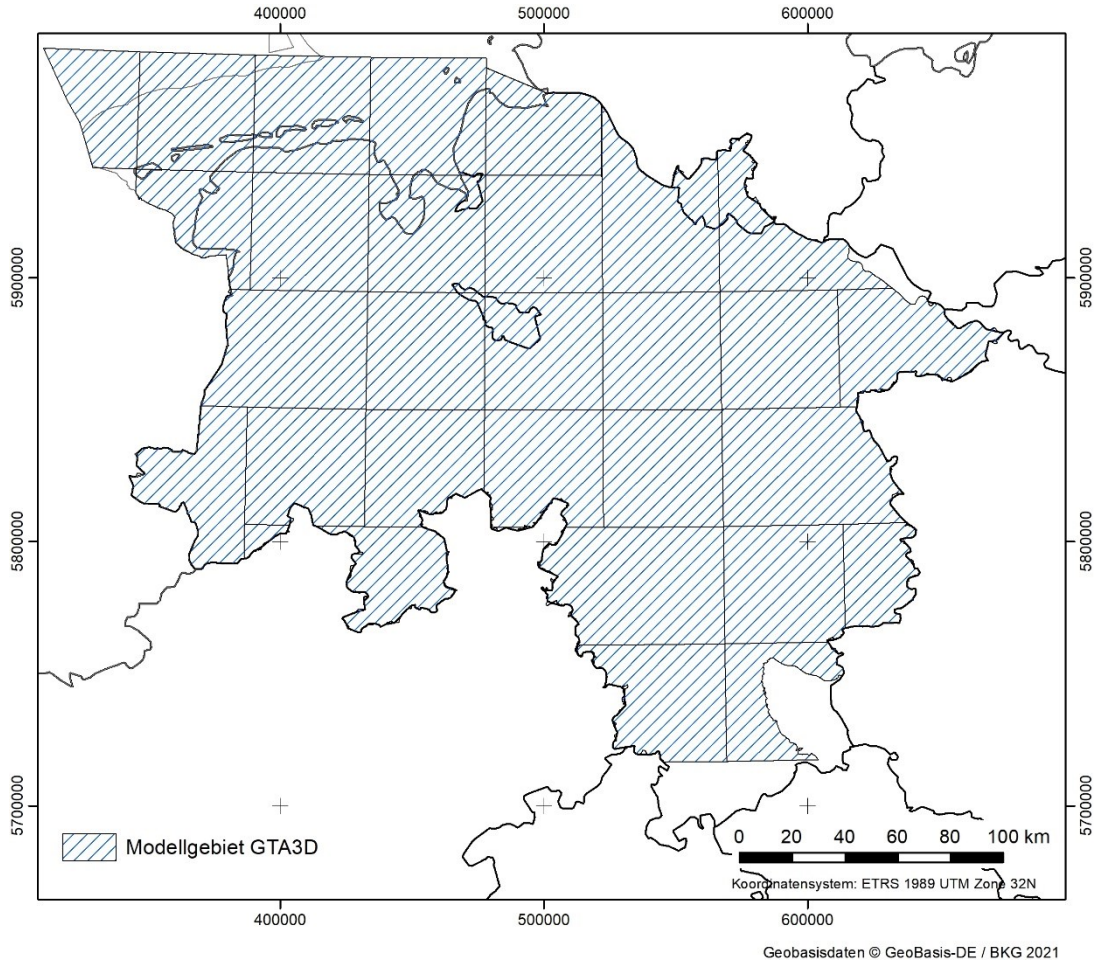 400000 500000 600000
5900000 5900000
5800000 5800000
5700000 5700000
Modellgebiet GTA3D
0 20 40 60 80 100 km
Koordinatensystem: ETRS 1989 UTM Zone 32N
400000 500000 600000
Geobasisdaten © GeoBasis-DE / BKG 2021